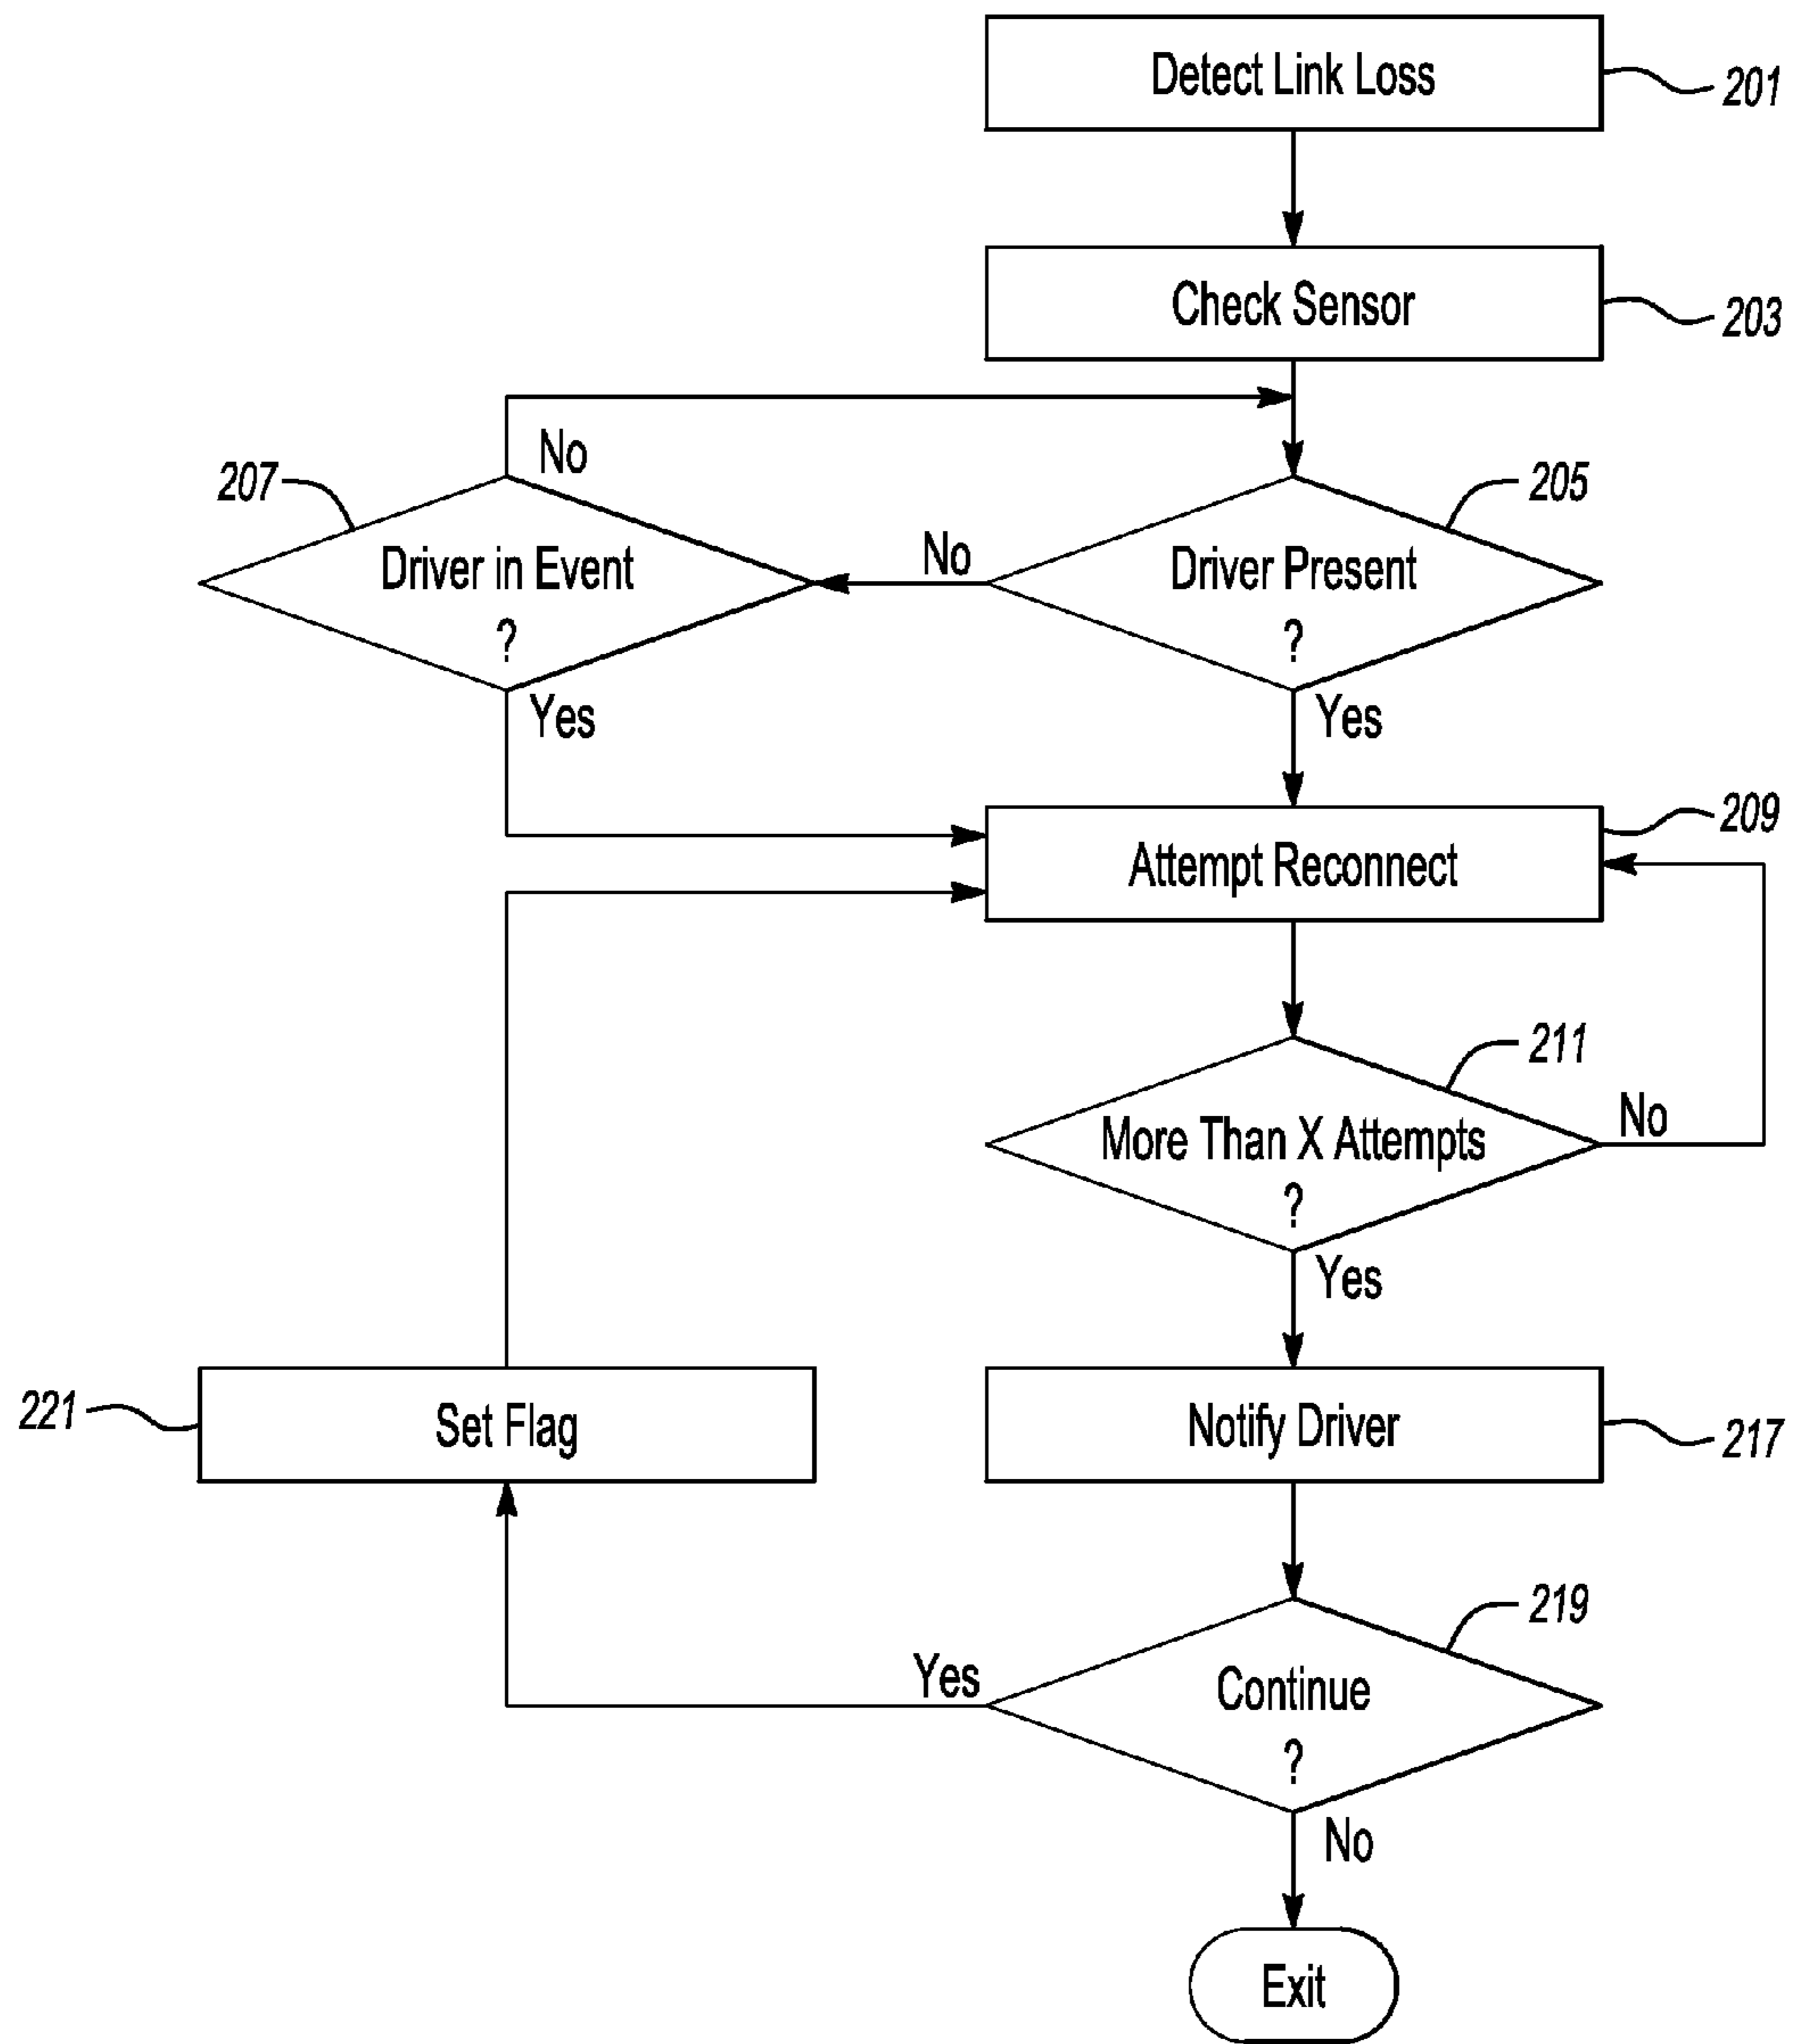 Detect Link Loss
201
Check Sensor
203
No
207
205
Driver in Event
?
No
Driver Present
?
Yes
Yes
209
Attempt Reconnect
211
More Than X Attempts
?
No
Yes
221
Set Flag
Notify Driver
217
219
Yes
Continue
?
No
Exit